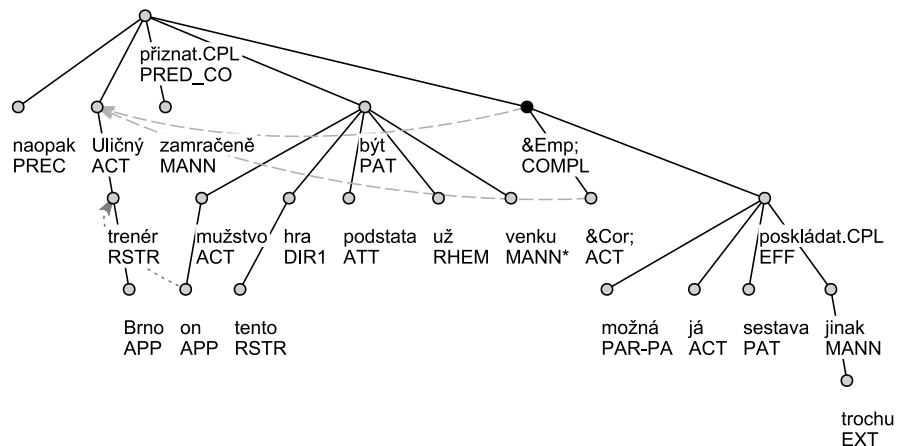 přiznat.CPL
PRED_CO
naopak
PREC
Uličný
ACT
zamračeně
MANN
být
PAT
&Emp;
COMPL
trenér
RSTR
mužstvo
ACT
hra
DIR1
podstata
ATT
už
RHEM
venku
MANN*
&Cor;
ACT
poskládat.CPL
EFF
Brno
APP
on
APP
tento
RSTR
možná
PAR-PA
já
ACT
sestava
PAT
jinak
MANN
trochu
EXT